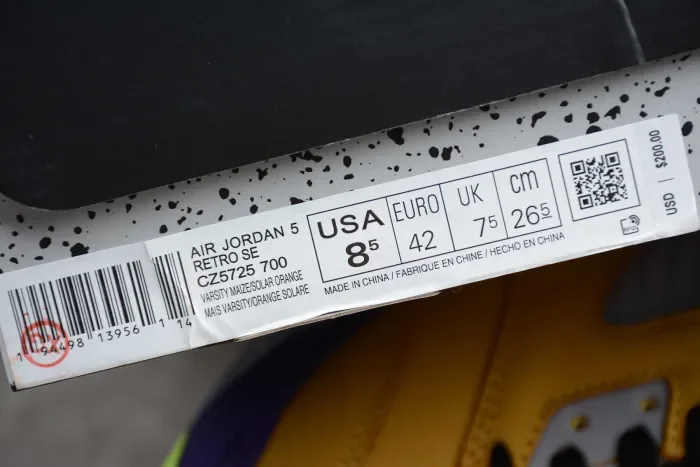 AIR JORDAN 5
RETRO SE
CZ5725 700
VARSITY MAIZE/SOLAR ORANGE
MAIS VARSITY/ORANGE SOLAIRE
USA
8⁵
EURO
42
UK
7⁵
cm
26⁵
MADE IN CHINA / FABRIQUE EN CHINE / HECHO EN CHINA
USD $200.00
1 94498 13956 1 14